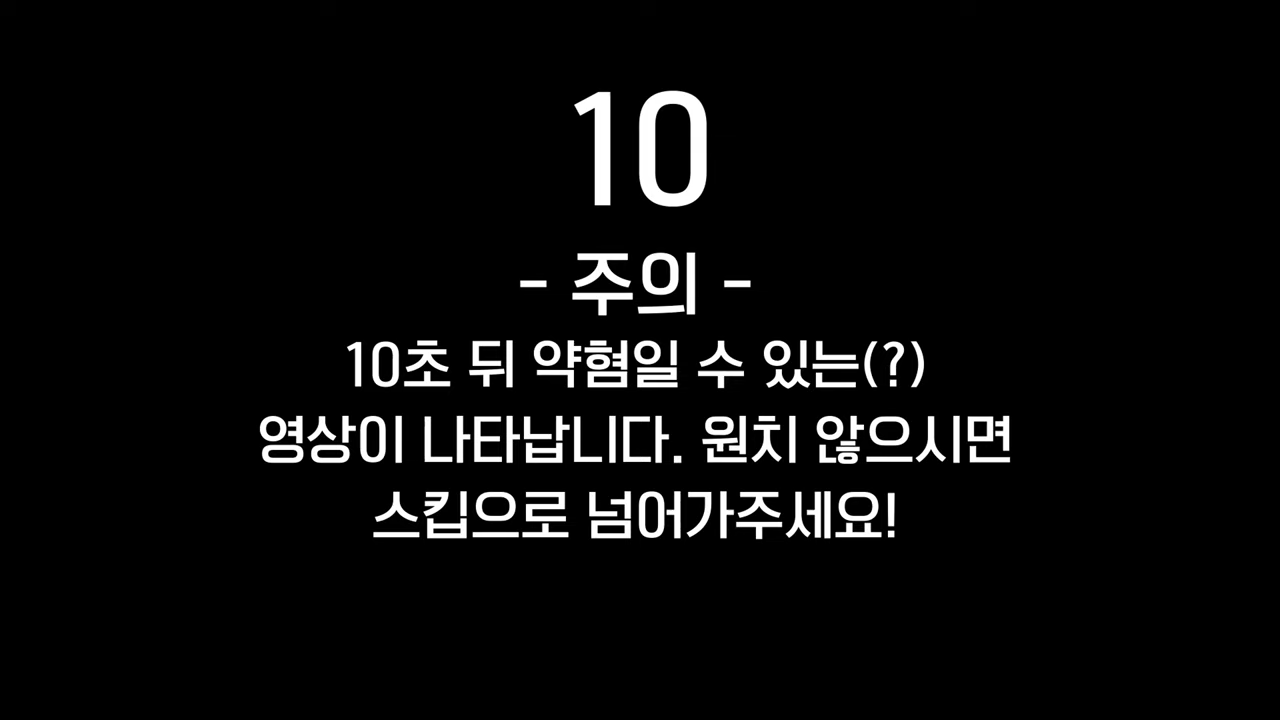 10
- 주의 -
10초 뒤 약혐일 수 있는(?)
영상이 나타납니다. 원치 않으시면
스킵으로 넘어가주세요!